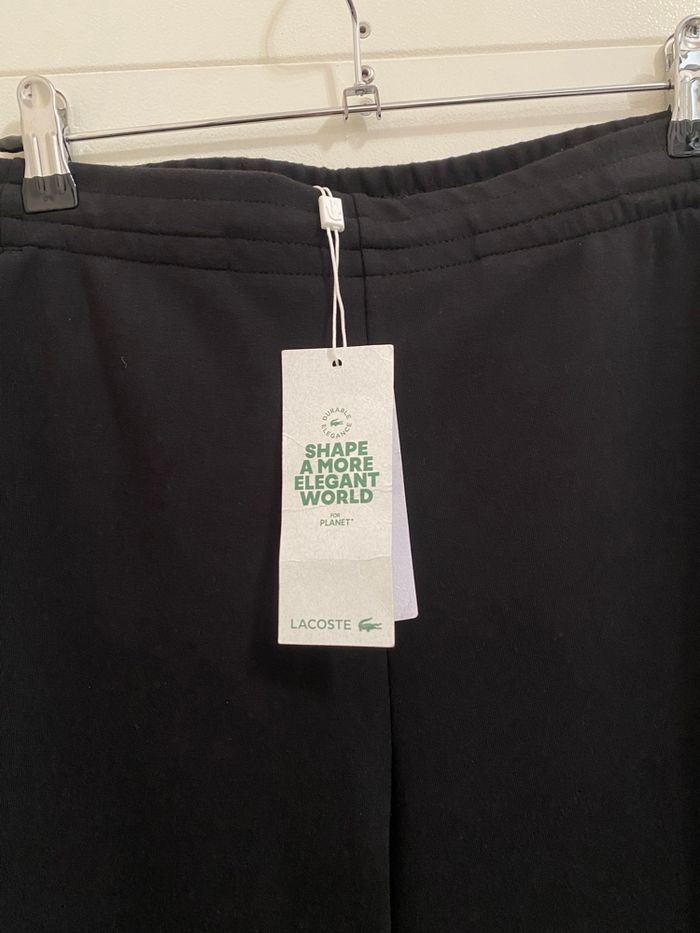 DURABLE
ELEGANCE
SHAPE
A MORE
ELEGANT
WORLD
FOR
PLANET*
LACOSTE